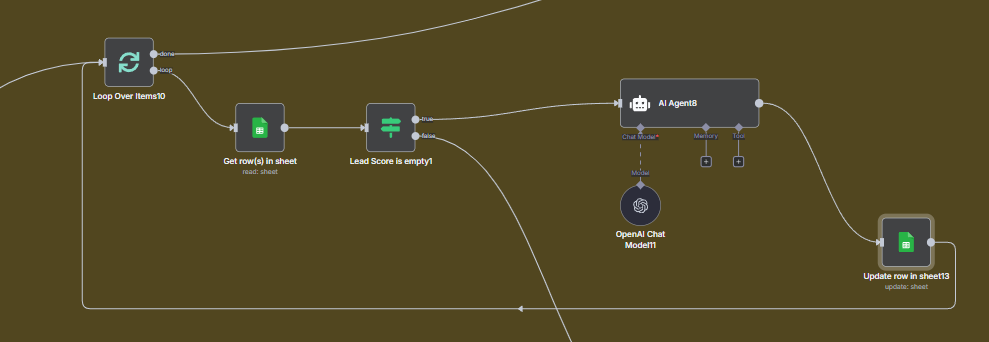 done
loop
Loop Over Items10
Get row(s) in sheet
read: sheet
true
false
Lead Score is empty1
AI Agent8
Chat Model*
Memory
Tool
Model
OpenAI Chat
Model11
Update row in sheet13
update: sheet